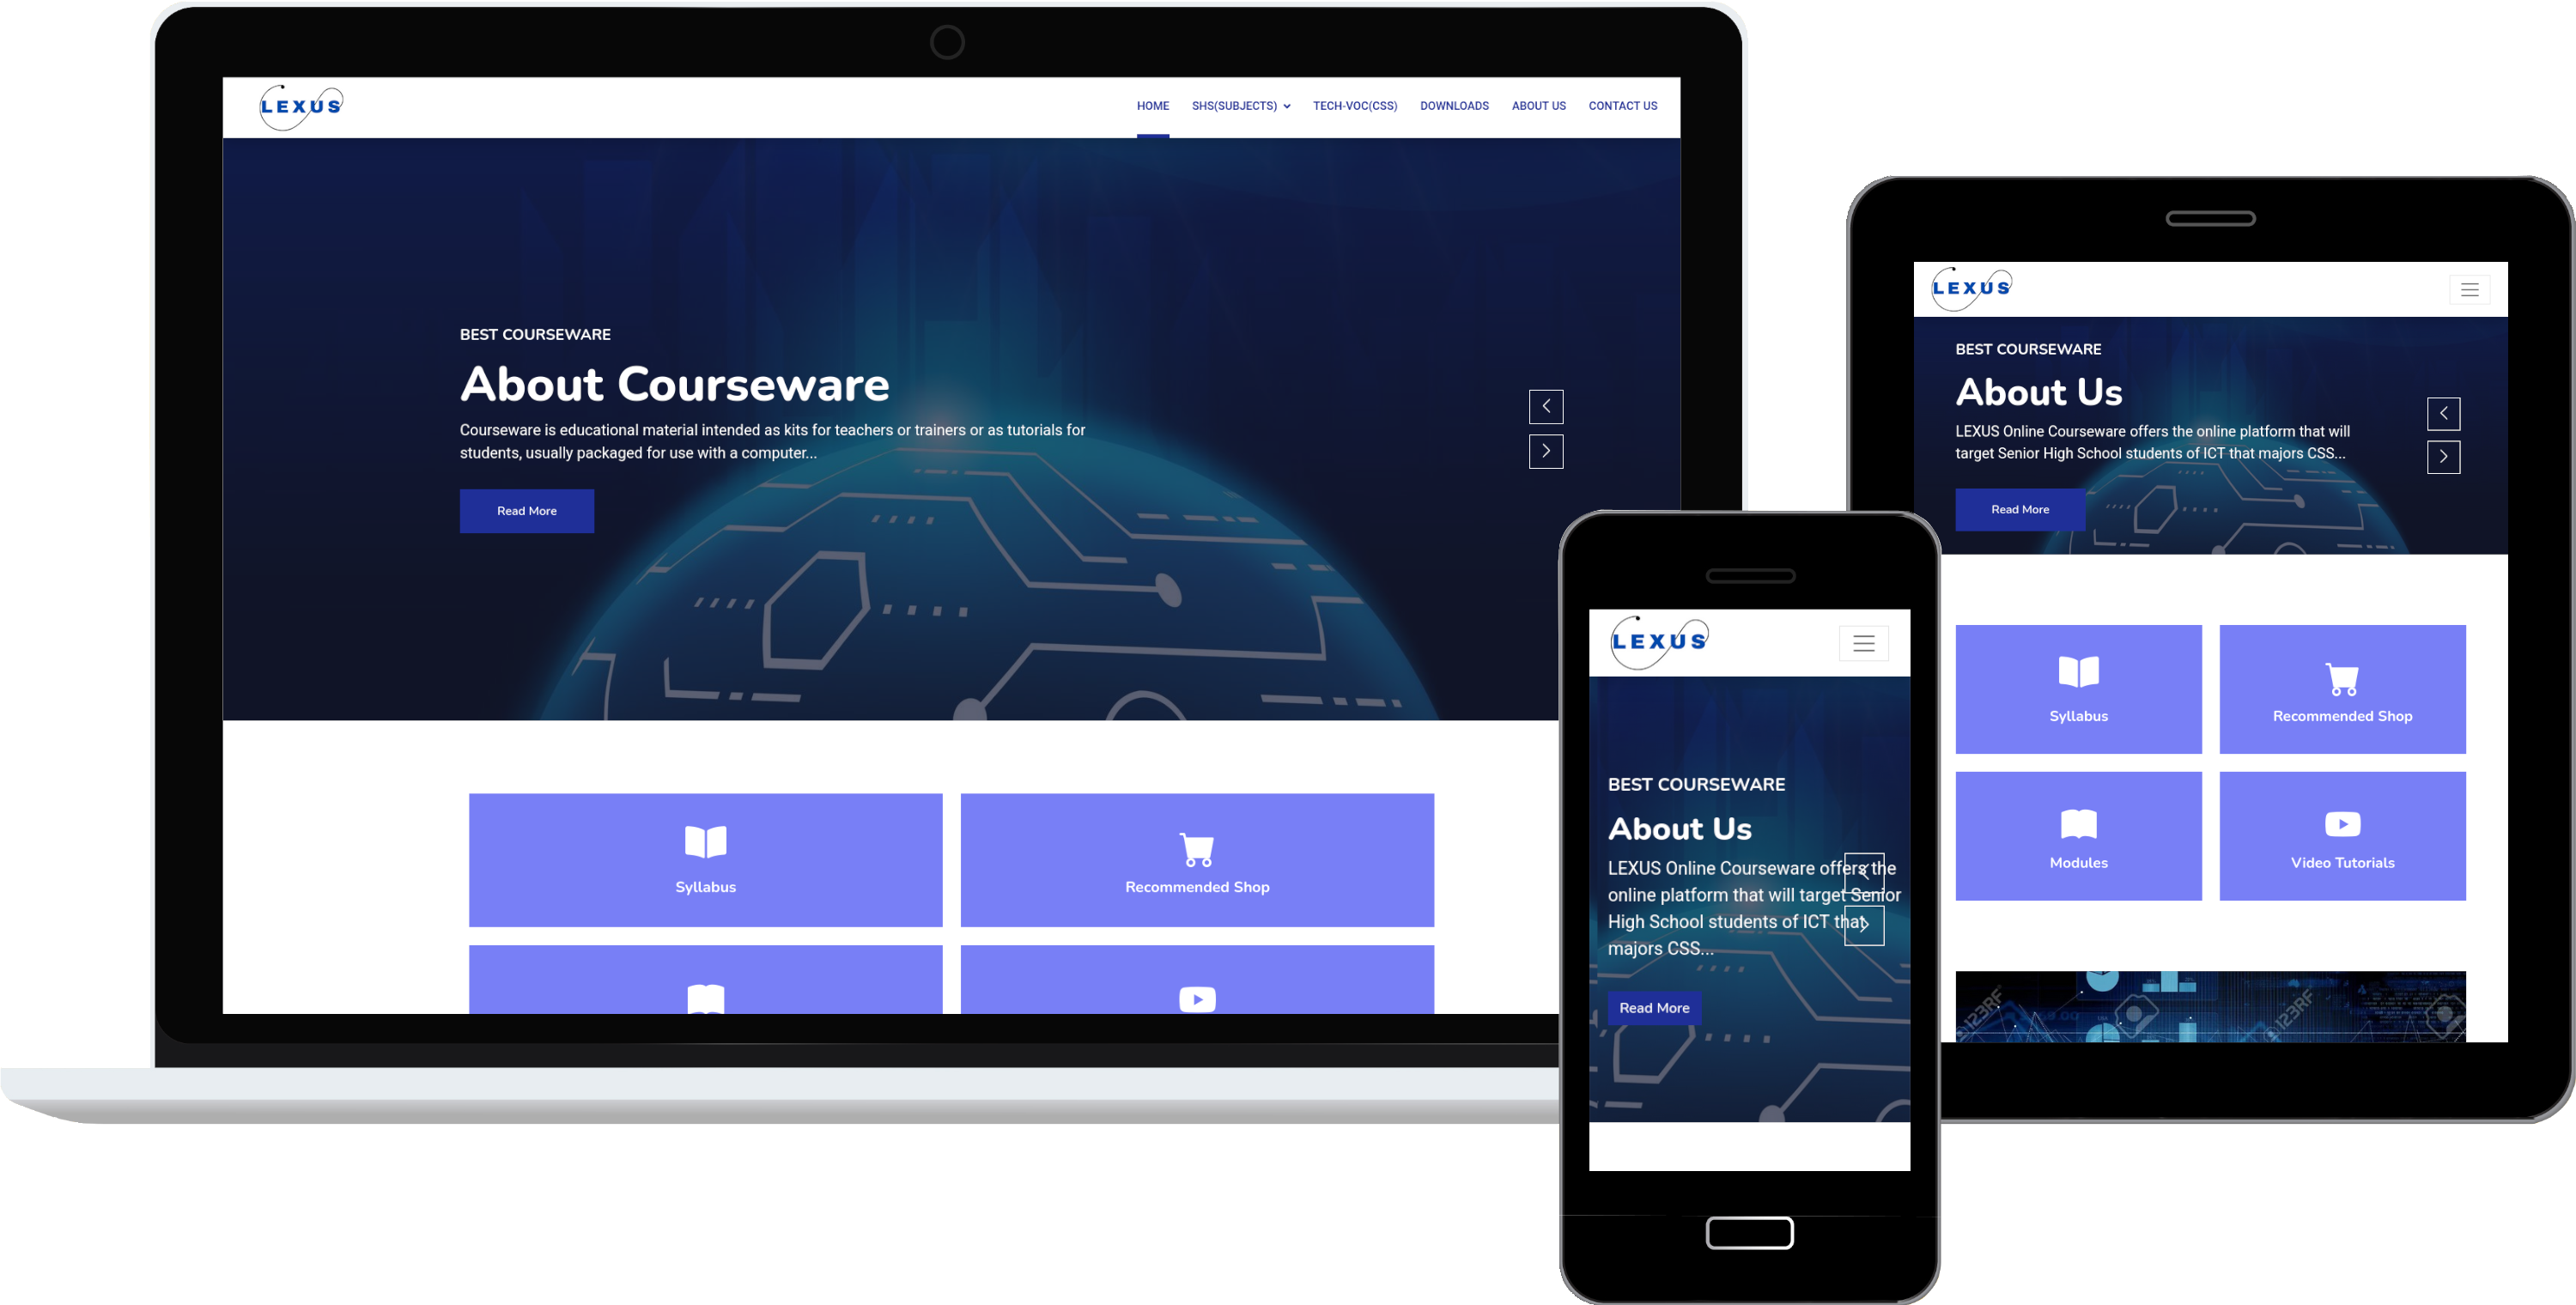 LEXUS
HOME SHS(SUBJECTS) TECH-VOC(CSS) DOWNLOADS ABOUT US CONTACT US
BEST COURSEWARE
About Courseware
Courseware is educational material intended as kits for teachers or trainers or as tutorials for
students, usually packaged for use with a computer...
Read More
Syllabus
Recommended Shop
LEXUS
BEST COURSEWARE
About Us
LEXUS Online Courseware offers the online platform that will
target Senior High School students of ICT that majors CSS...
Read More
Syllabus
Recommended Shop
Modules
Video Tutorials
123RF
123RF
LEXUS
BEST COURSEWARE
About Us
LEXUS Online Courseware offers the
online platform that will target Senior
High School students of ICT that
majors CSS...
Read More